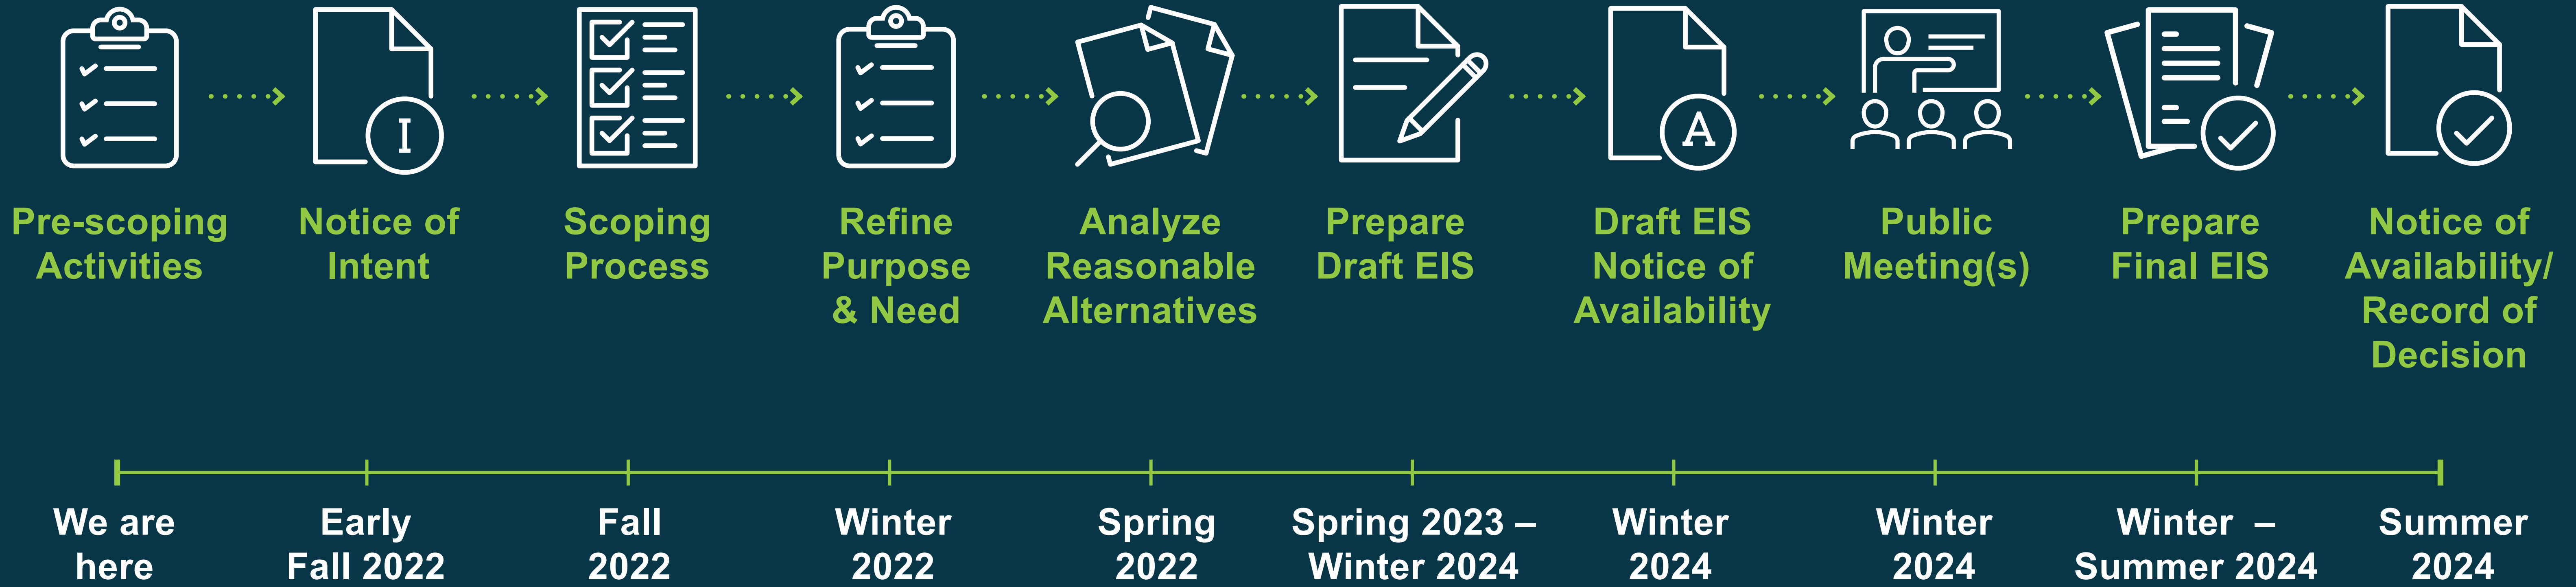 I
A
Pre-scoping
Activities
Notice of
Intent
Scoping
Process
Refine
Purpose
& Need
Analyze
Reasonable
Alternatives
Prepare
Draft EIS
Draft EIS
Notice of
Availability
Public
Meeting(s)
Prepare
Final EIS
Notice of
Availability/
Record of
Decision
We are
here
Early
Fall 2022
Fall
2022
Winter
2022
Spring
2022
Spring 2023 –
Winter 2024
Winter
2024
Winter
2024
Winter –
Summer 2024
Summer
2024